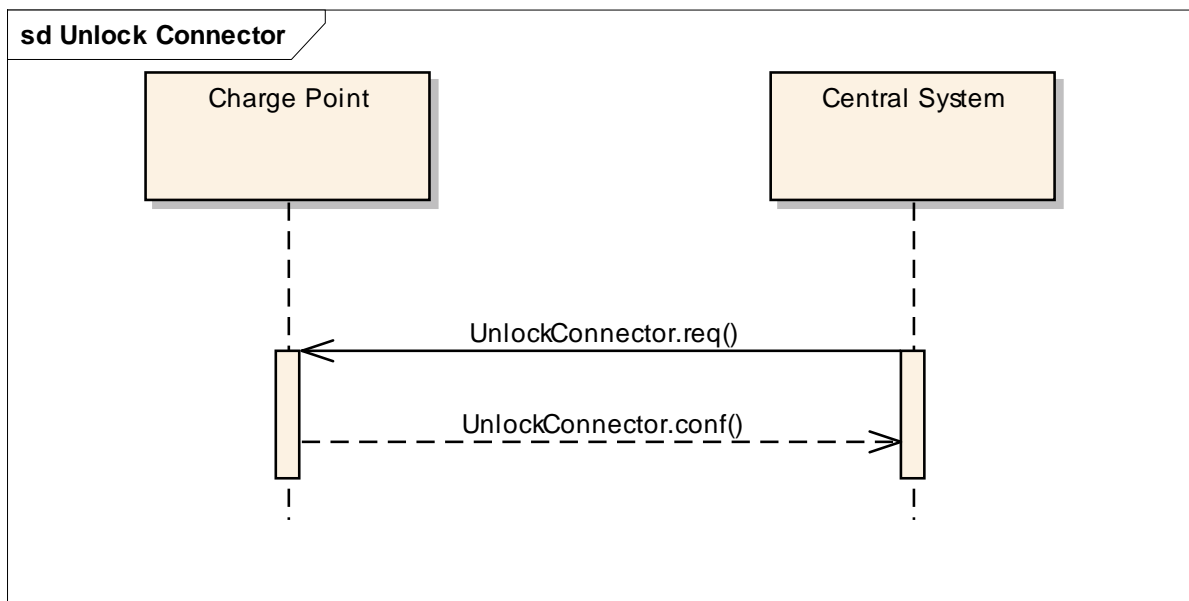 sd Unlock Connector
Charge Point
Central System
UnlockConnector.req()
UnlockConnector.conf()